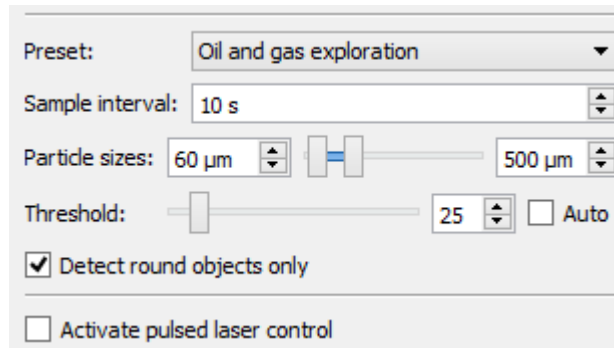 Preset: Oil and gas exploration
Sample interval: 10 s
Particle sizes: 60 µm 500 µm
Threshold: 25 Auto
Detect round objects only
Activate pulsed laser control